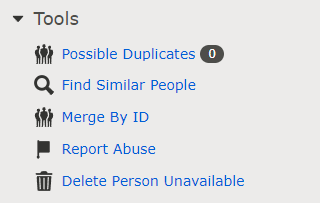 Tools
Possible Duplicates 0
Find Similar People
Merge By ID
Report Abuse
Delete Person Unavailable